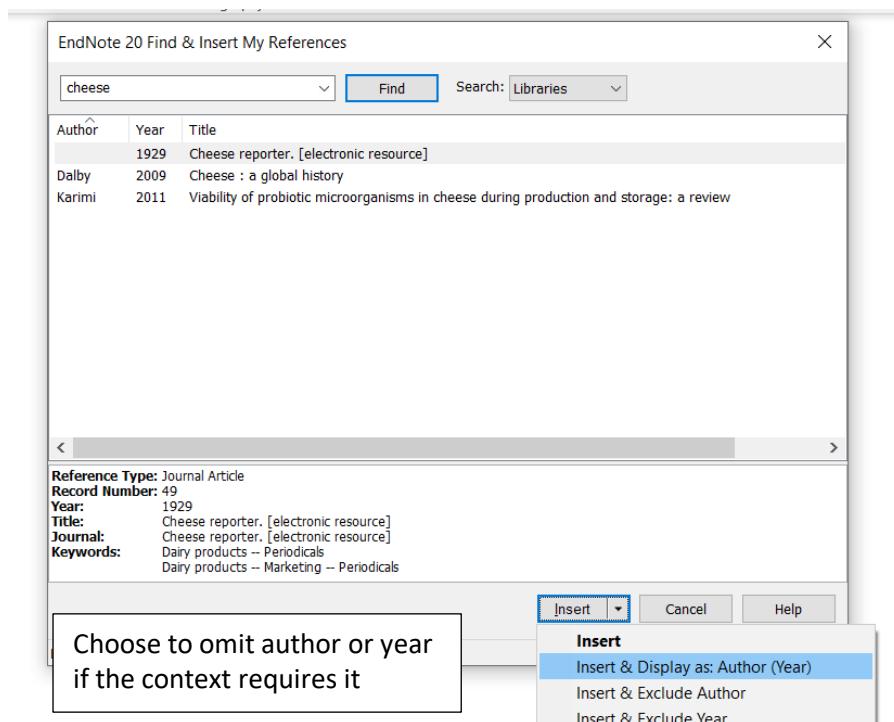 EndNote 20 Find & Insert My References
cheese Find Search: Libraries
Author Year Title
1929 Cheese reporter. [electronic resource]
Dalby 2009 Cheese : a global history
Karimi 2011 Viability of probiotic microorganisms in cheese during production and storage: a review
Reference Type: Journal Article
Record Number: 49
Year: 1929
Title: Cheese reporter. [electronic resource]
Journal: Cheese reporter. [electronic resource]
Keywords: Dairy products -- Periodicals
Dairy products -- Marketing -- Periodicals
Insert Cancel Help
Choose to omit author or year
if the context requires it
Insert
Insert & Display as: Author (Year)
Insert & Exclude Author
Insert & Exclude Year